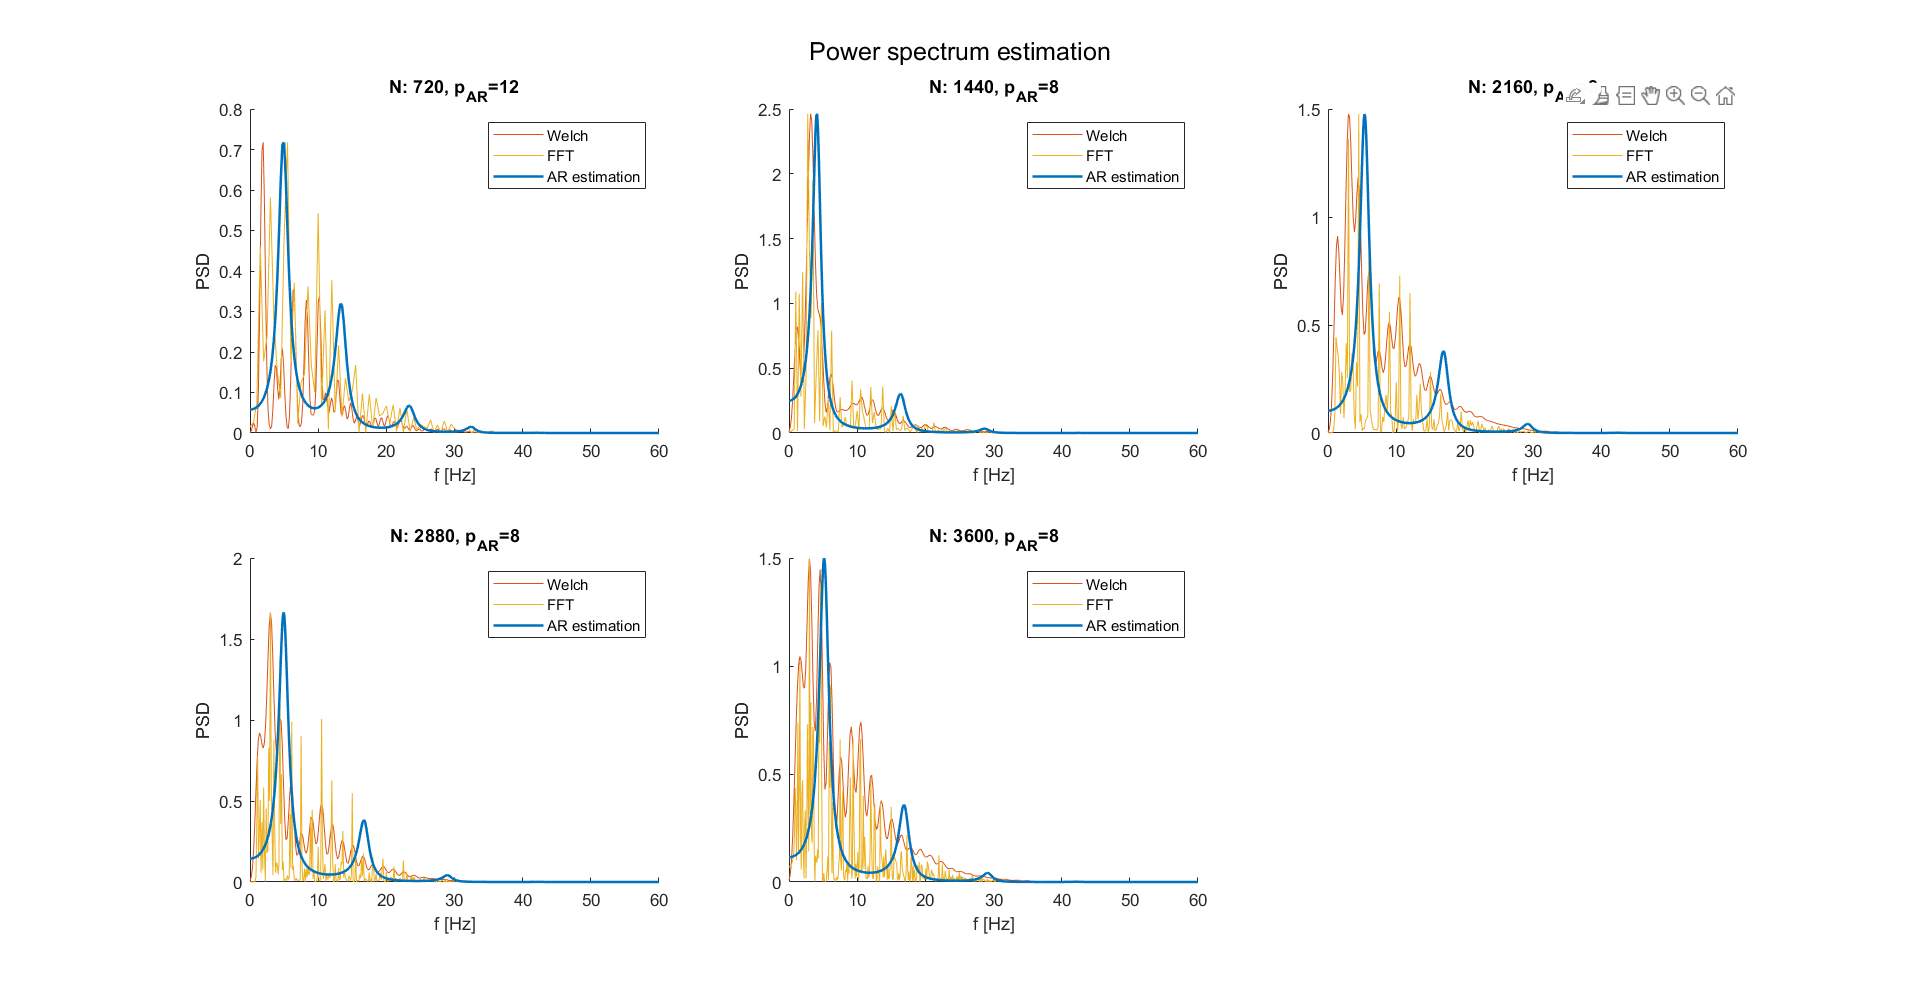 Power spectrum estimation
N: 720, pAR=12
0.8
0.7
0.6
0.5
0.4
0.3
0.2
0.1
0
PSD
Welch
FFT
AR estimation
0 10 20 30 40 50 60
f [Hz]
N: 1440, pAR=8
2.5
2
1.5
1
0.5
0
PSD
Welch
FFT
AR estimation
0 10 20 30 40 50 60
f [Hz]
N: 2160, p
1.5
1
0.5
0
PSD
Welch
FFT
AR estimation
0 10 20 30 40 50 60
f [Hz]
N: 2880, pAR=8
2
1.5
1
0.5
0
PSD
Welch
FFT
AR estimation
0 10 20 30 40 50 60
f [Hz]
N: 3600, pAR=8
1.5
1
0.5
0
PSD
Welch
FFT
AR estimation
0 10 20 30 40 50 60
f [Hz]